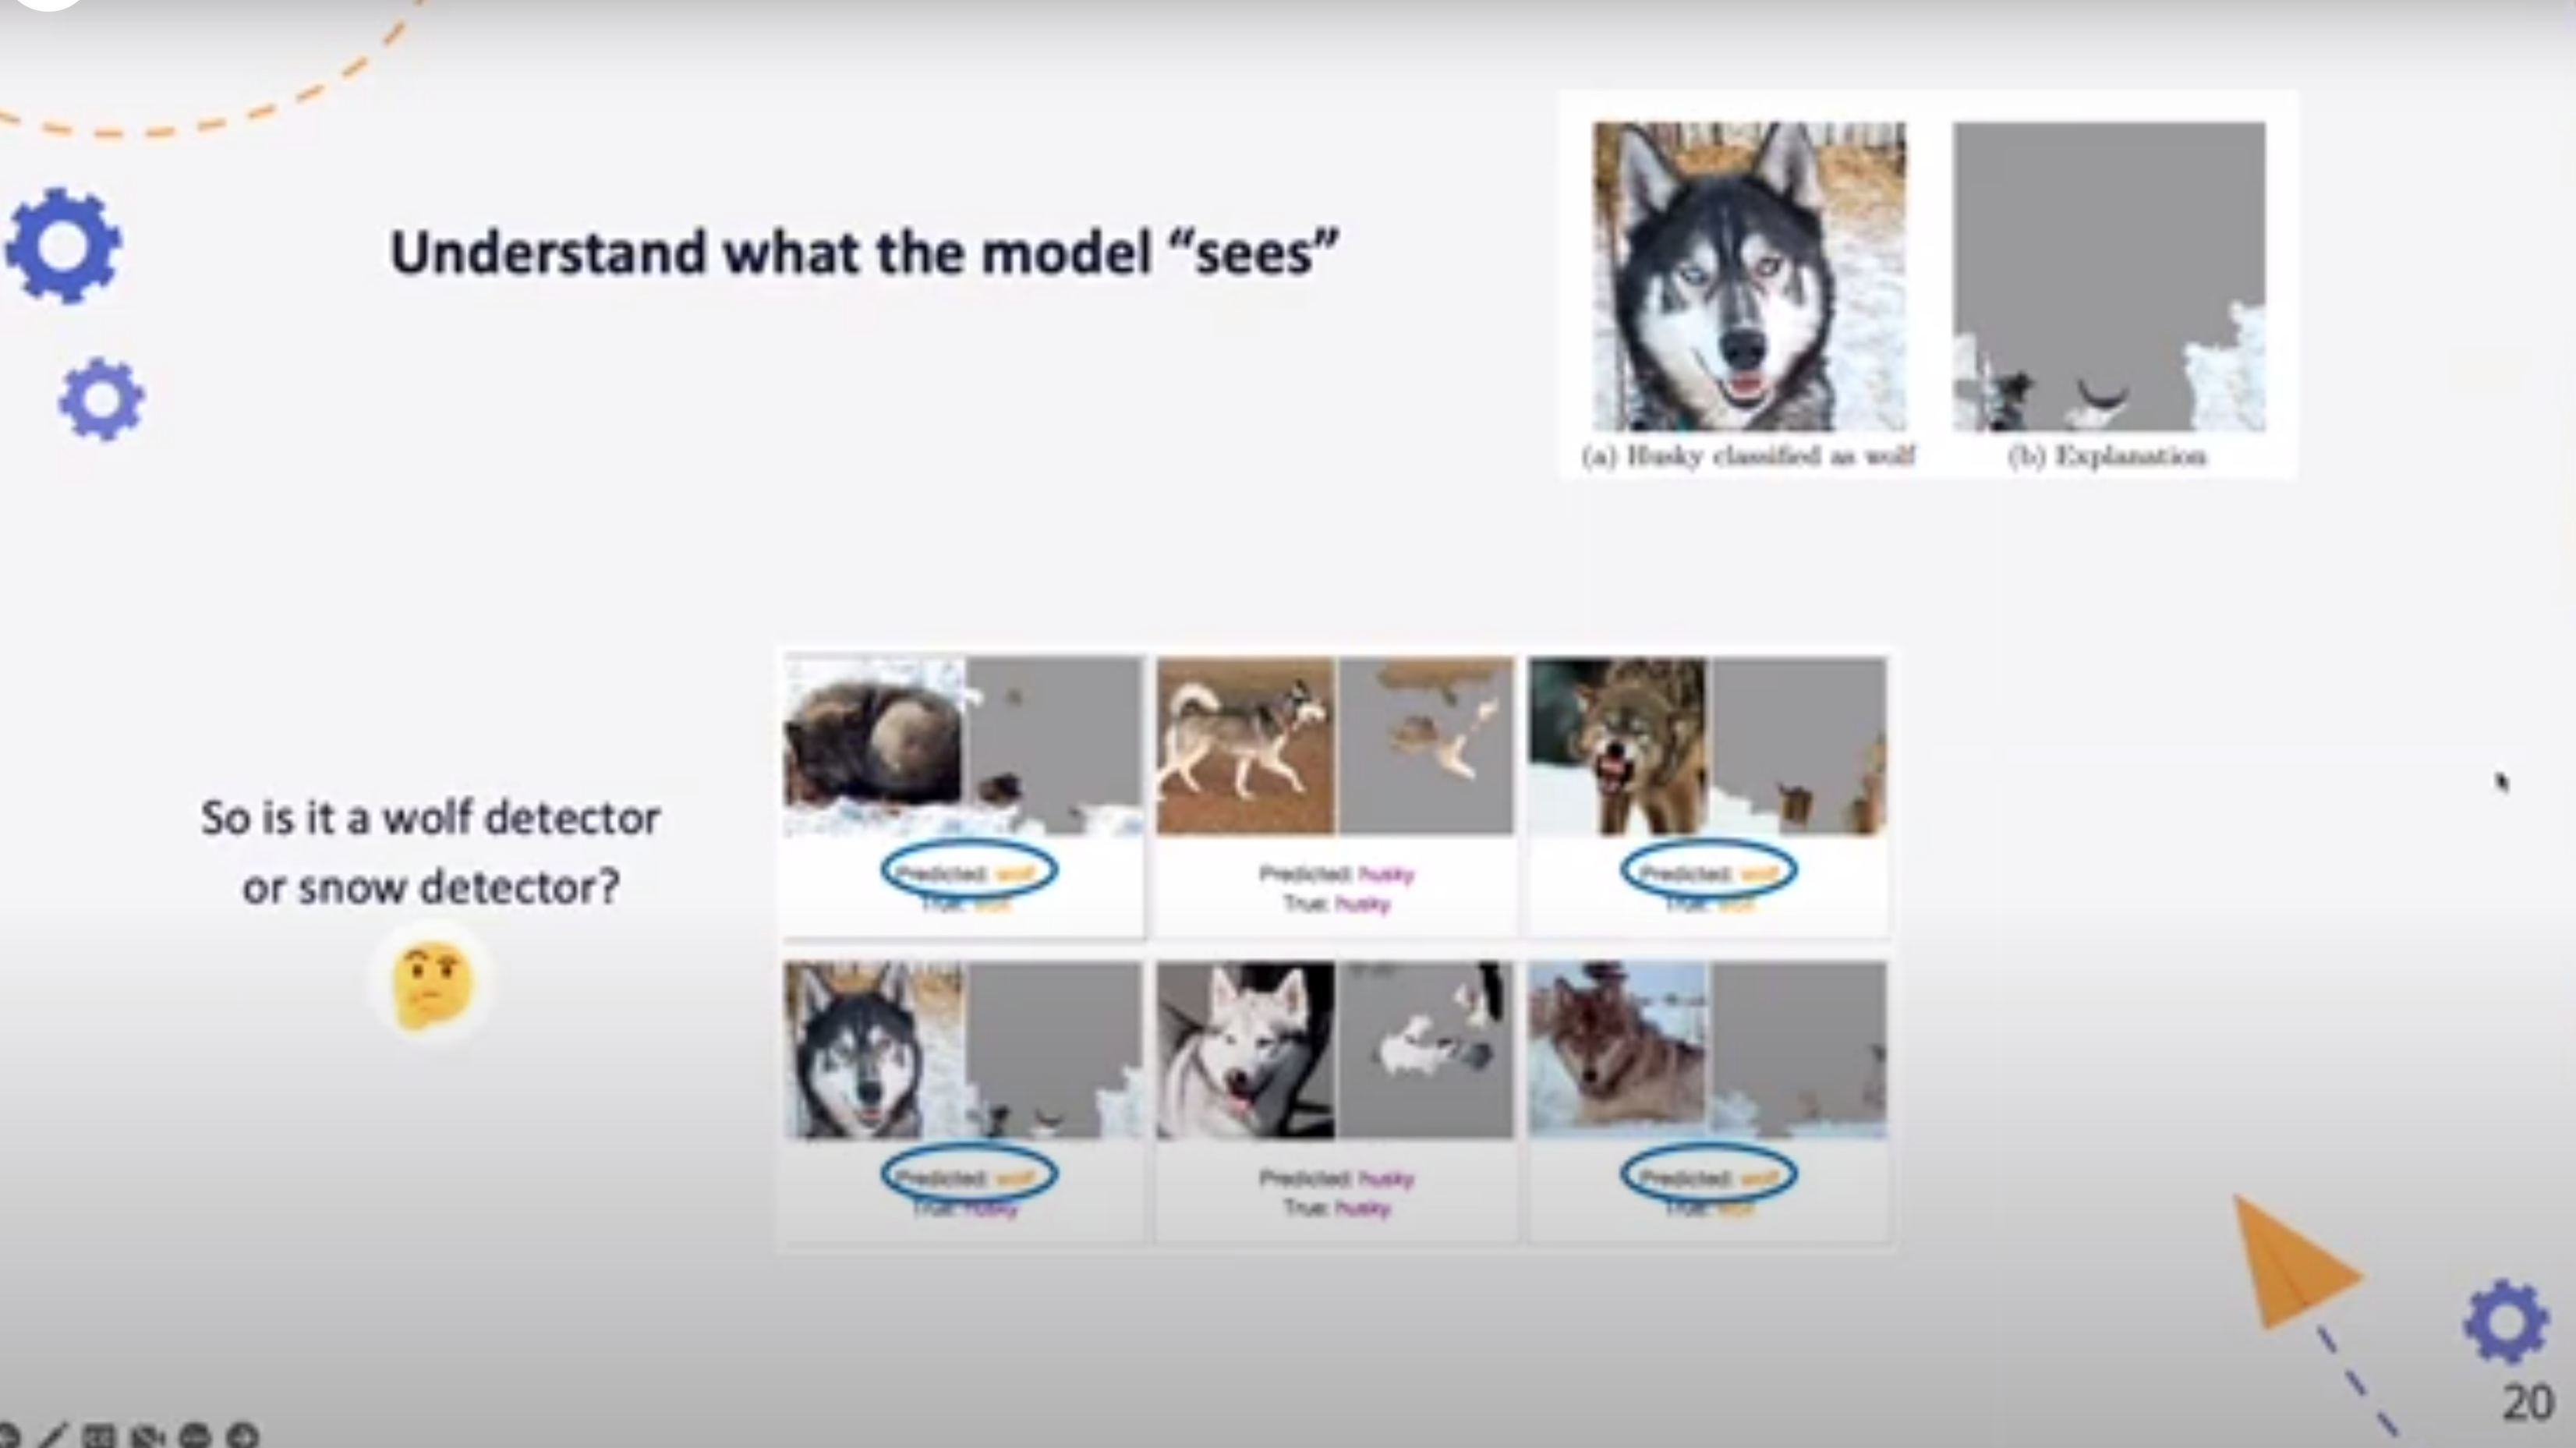 Understand what the model “sees”
(a) Husky classified as wolf
(b) Explanation
So is it a wolf detector
or snow detector?
Predicted: wolf
True: wolf
Predicted: husky
True: husky
Predicted: wolf
True: wolf
Predicted: wolf
True: husky
Predicted: husky
True: husky
Predicted: wolf
True: wolf
20